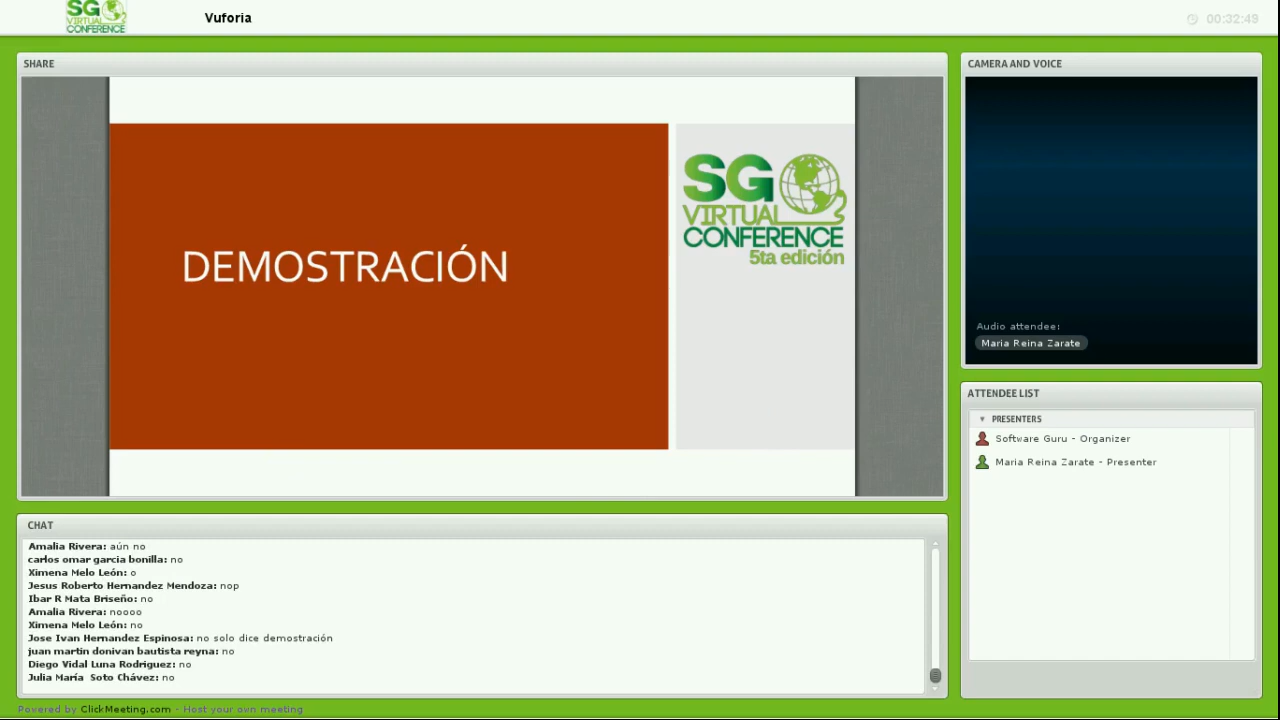 SG
VIRTUAL
CONFERENCE
Vuforia
00:32:43
SHARE
DEMOSTRACIÓN
SG
VIRTUAL
CONFERENCE
5ta edición
CAMERA AND VOICE
Audio attendee:
Maria Reina Zarate
ATTENDEE LIST
PRESENTERS
Software Guru - Organizer
Maria Reina Zarate - Presenter
CHAT
Amalia Rivera: aún no
carlos omar garcia bonilla: no
Ximena Melo León: o
Jesus Roberto Hernandez Mendoza: nop
Ibar R Mata Briseño: no
Amalia Rivera: noooo
Ximena Melo León: no
Jose Ivan Hernandez Espinosa: no solo dice demostración
juan martin donivan bautista reyna: no
Diego Vidal Luna Rodriguez: no
Julia María Soto Chávez: no
Powered by ClickMeeting.com - Host your own meeting